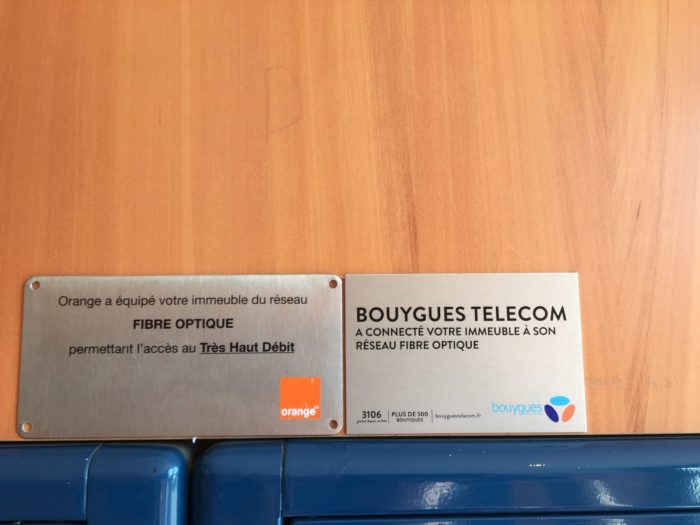 Orange a équipé votre immeuble du réseau
FIBRE OPTIQUE
permettant l'accès au Très Haut Débit
orange™
BOUYGUES TELECOM
A CONNECTÉ VOTRE IMMEUBLE À SON
RÉSEAU FIBRE OPTIQUE
3106
PLUS DE 500
BOUTIQUES
bouyguestelecom.fr
bouygues
D